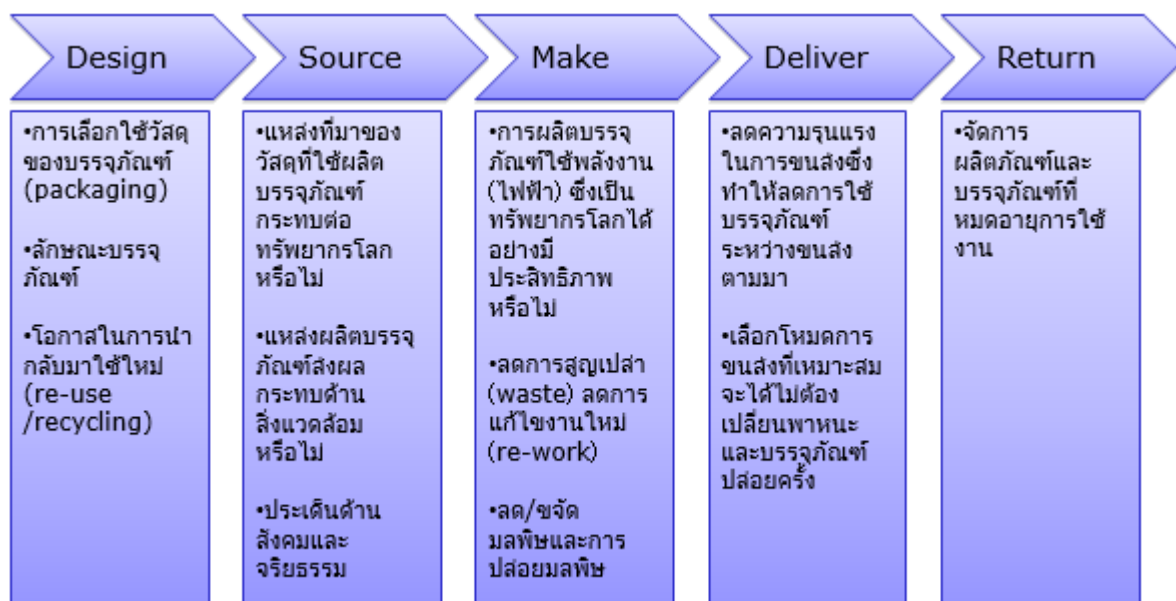 Design
Source
Make
Deliver
Return
•การเลือกใช้วัสดุ
ของบรรจุภัณฑ์
(packaging)
•ลักษณะบรรจุ
ภัณฑ์
•โอกาสในการนำ
กลับมาใช้ใหม่
(re-use
/recycling)
•แหล่งที่มาของ
วัสดุที่ใช้ผลิต
บรรจุภัณฑ์
กระทบต่อ
ทรัพยากรโลก
หรือไม่
•แหล่งผลิตบรรจุ
ภัณฑ์ส่งผล
กระทบด้าน
สิ่งแวดล้อม
หรือไม่
•ประเด็นด้าน
สังคมและ
จริยธรรม
•การผลิตบรรจุ
ภัณฑ์ใช้พลังงาน
(ไฟฟ้า) ซึ่งเป็น
ทรัพยากรโลกได้
อย่างมี
ประสิทธิภาพ
หรือไม่
•ลดการสูญเปล่า
(waste) ลดการ
แก้ไขงานใหม่
(re-work)
•ลด/ขจัด
มลพิษและการ
ปล่อยมลพิษ
•ลดความรุนแรง
ในการขนส่งซึ่ง
ทำให้ลดการใช้
บรรจุภัณฑ์
ระหว่างขนส่ง
ตามมา
•เลือกโหมดการ
ขนส่งที่เหมาะสม
จะได้ไม่ต้อง
เปลี่ยนพาหนะ
และบรรจุภัณฑ์
ปล่อยครั้ง
•จัดการ
ผลิตภัณฑ์และ
บรรจุภัณฑ์ที่
หมดอายุการใช้
งาน